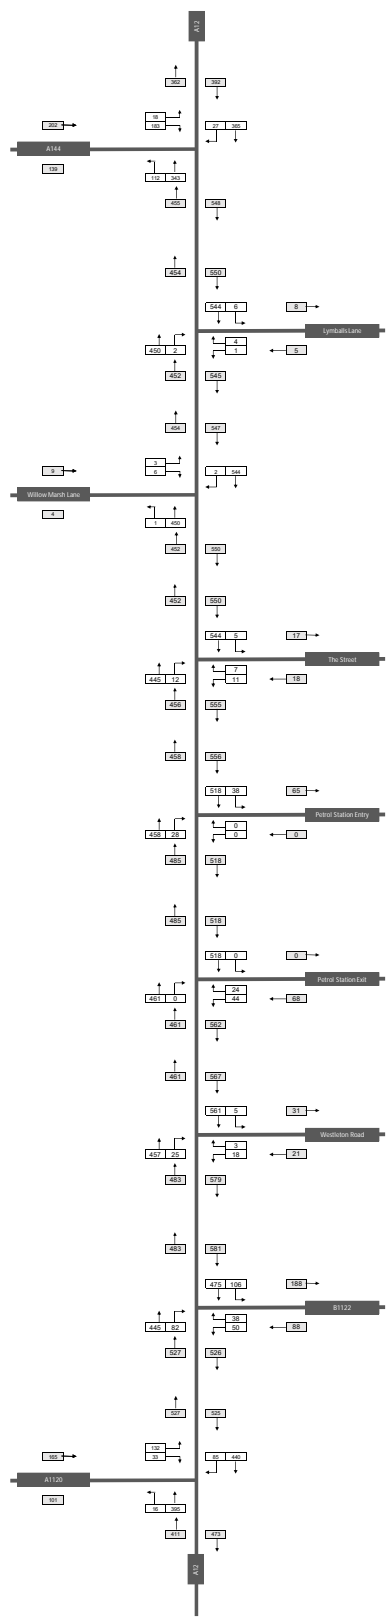 A12
362 392
18
202 183 27 365
A144
139 112 343
455 548
454 550
544 6 8
Lymballs Lane
450 2 4
1 5
452 545
454 547
3
9 6 2 544
Willow Marsh Lane
4 1 450
452 550
452 550
544 5 17
The Street
445 12 7
11 18
456 555
458 556
518 38 65
Petrol Station Entry
458 28 0
0 0
485 518
485 518
518 0 0
Petrol Station Exit
461 0 24
44 68
461 562
461 567
561 5 31
Westleton Road
457 25 3
18 21
483 579
483 581
475 106 188
B1122
445 82 38
50 88
527 526
527 525
132
165 33 85 440
A1120
101 16 395
411 473
A12